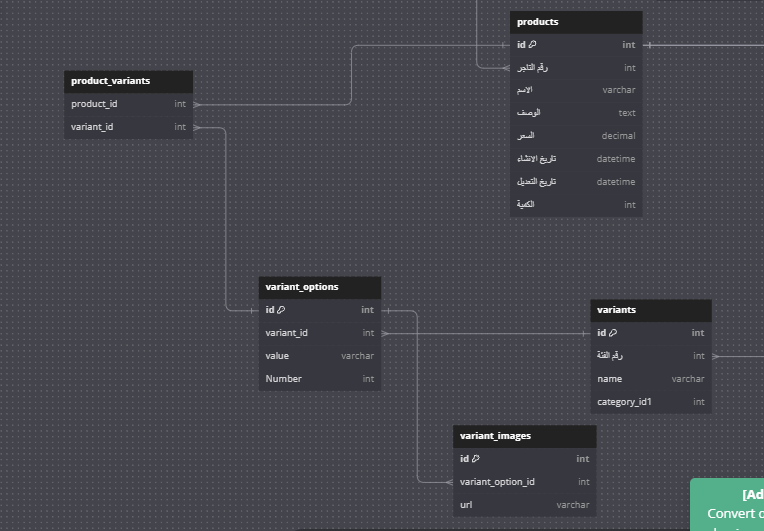 products
id int
رقم التاجر int
الاسم varchar
الوصف text
السعر decimal
تاريخ الانشاء datetime
تاريخ التعديل datetime
الكمية int
product_variants
product_id int
variant_id int
variant_options
id int
variant_id int
value varchar
Number int
variants
id int
رقم الفئة int
name varchar
category_id1 int
variant_images
id int
variant_option_id int
url varchar
[Ad
Convert d